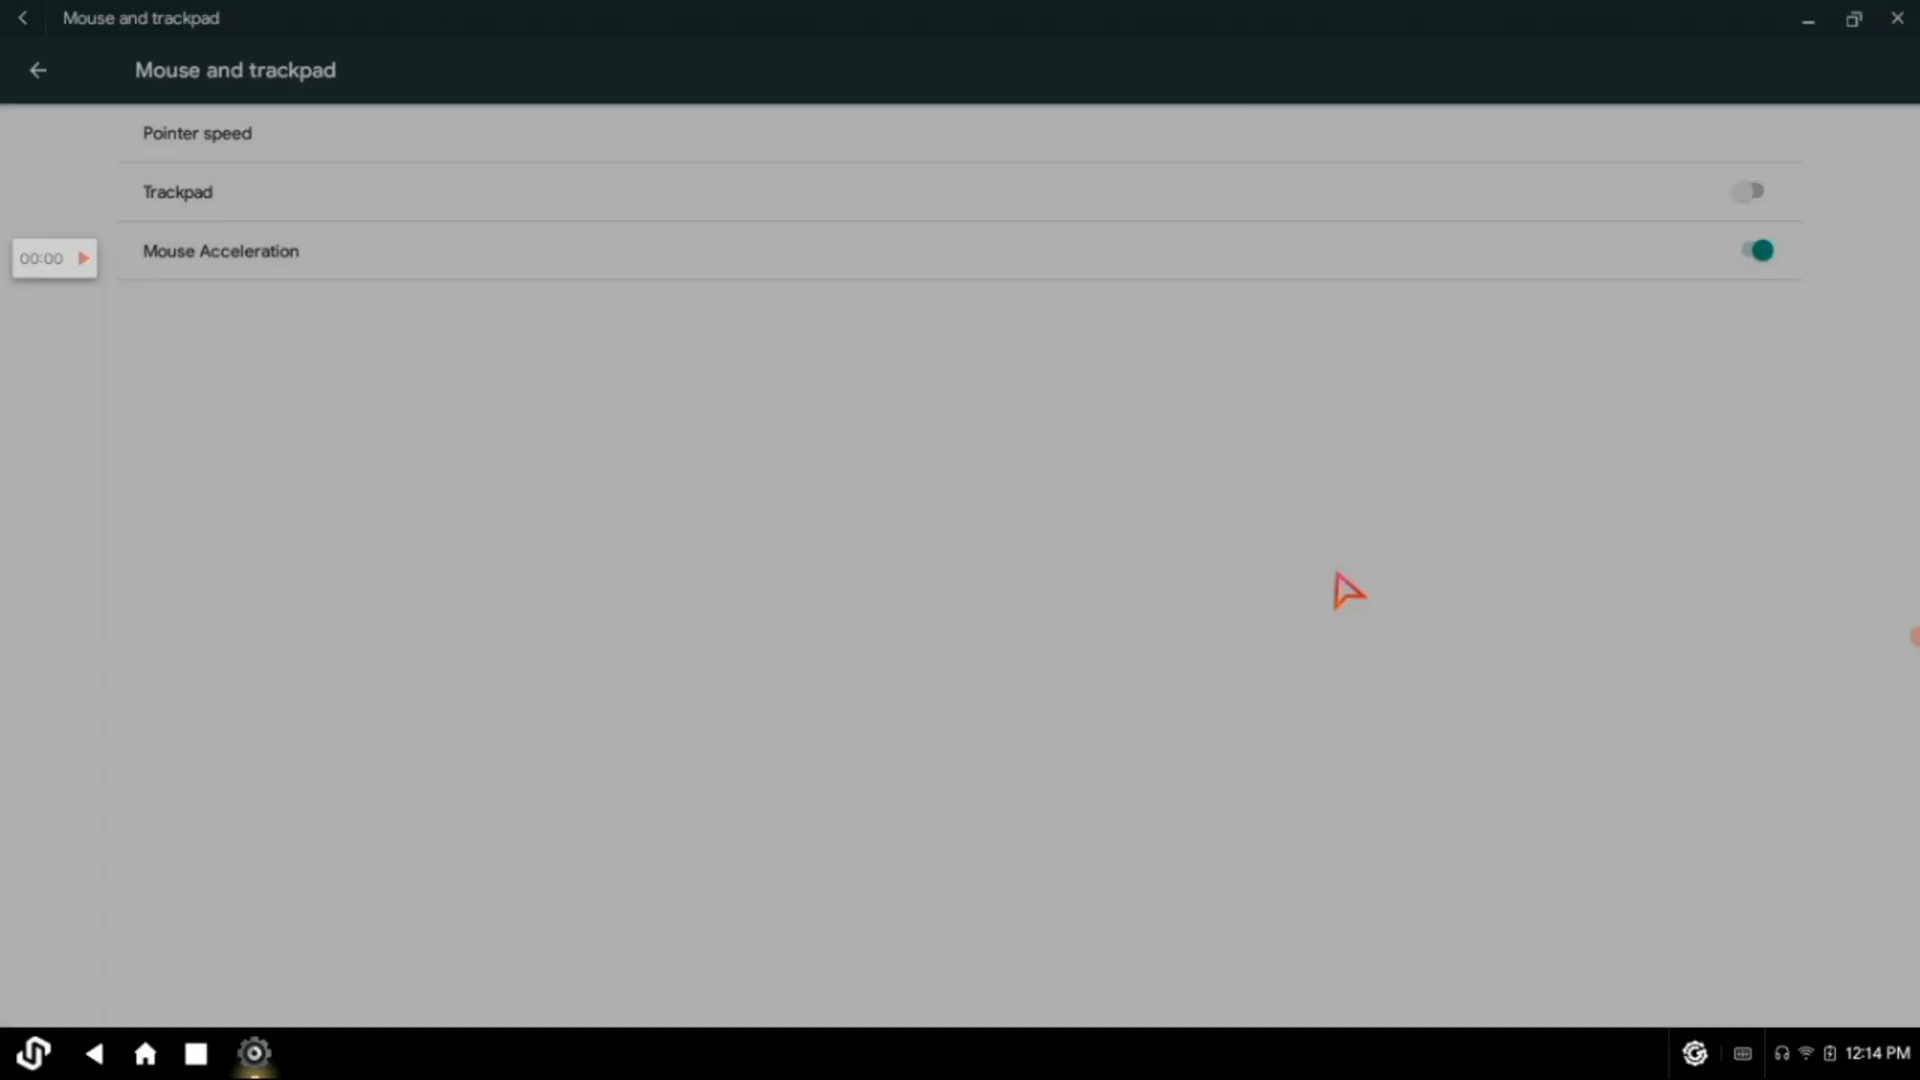 Mouse and trackpad
Mouse and trackpad
Pointer speed
Trackpad
Mouse Acceleration
00:00
12:14 PM